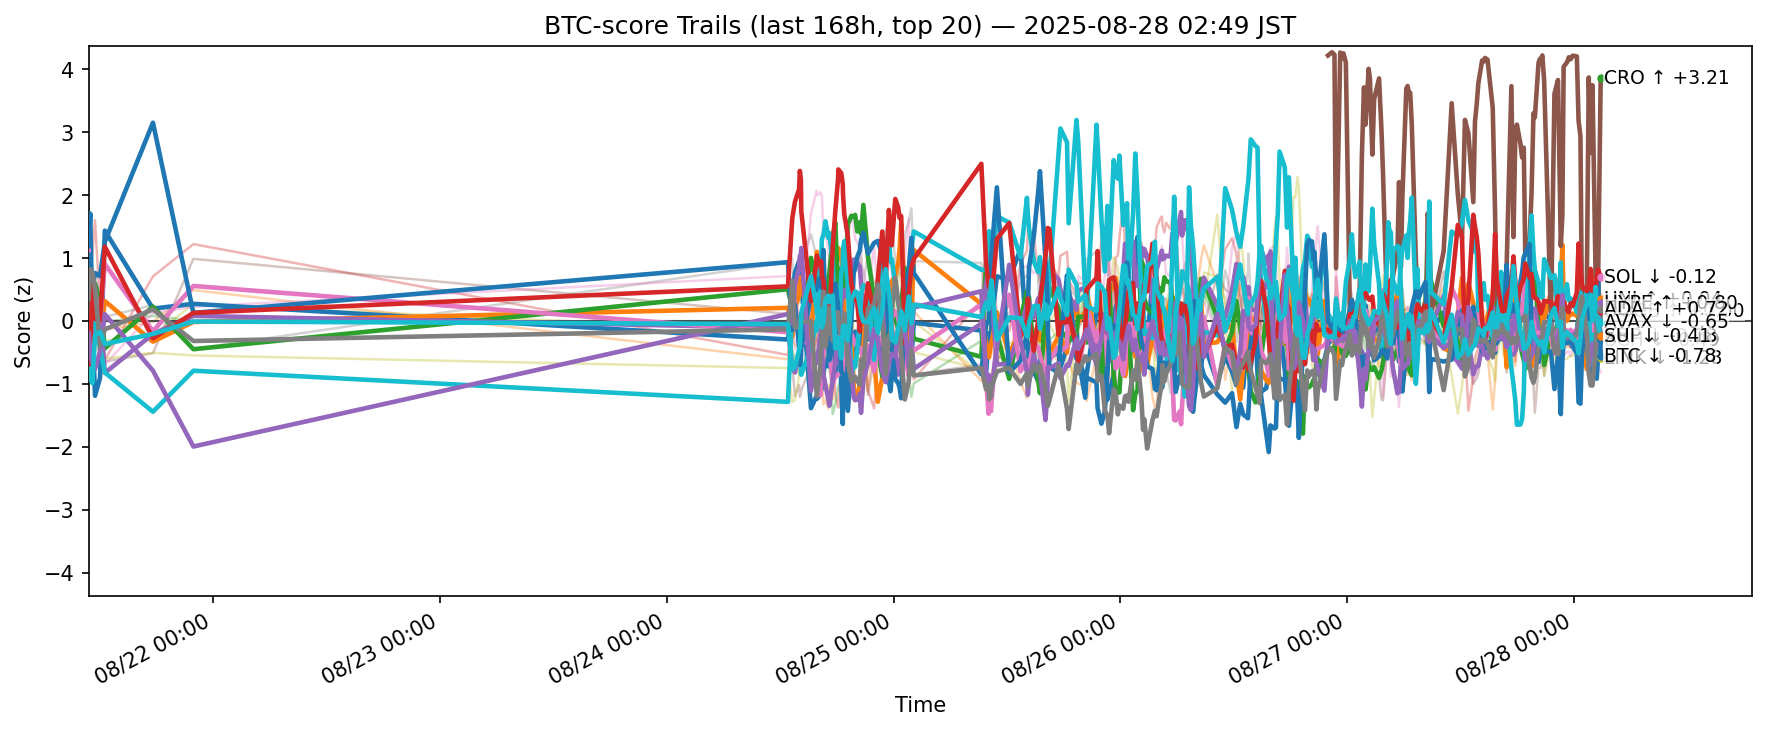 BTC-score Trails (last 168h, top 20) — 2025-08-28 02:49 JST
Score (z)
4
3
2
1
0
−1
−2
−3
−4
CRO ↑ +3.21
SOL ↓ -0.12
ADA ↑ +0.72
AVAX ↓ -0.65
SUI ↓ -0.41
BTC ↓ -0.78
08/22 00:00
08/23 00:00
08/24 00:00
08/25 00:00
08/26 00:00
08/27 00:00
08/28 00:00
Time